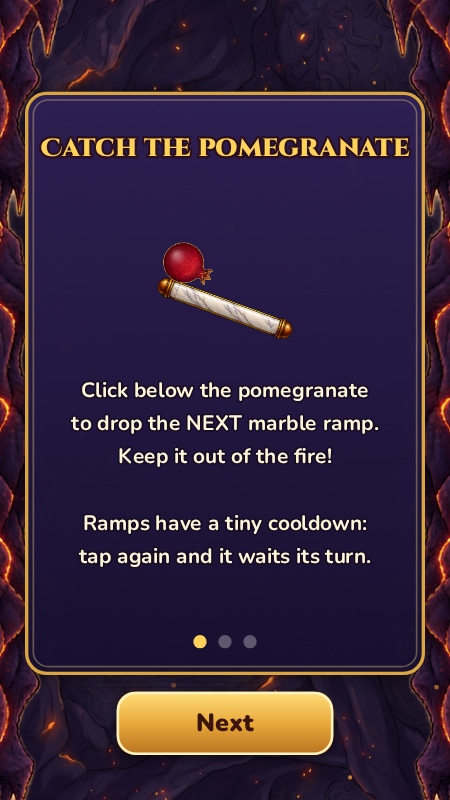 CATCH THE POMEGRANATE
Click below the pomegranate
to drop the NEXT marble ramp.
Keep it out of the fire!
Ramps have a tiny cooldown:
tap again and it waits its turn.
Next